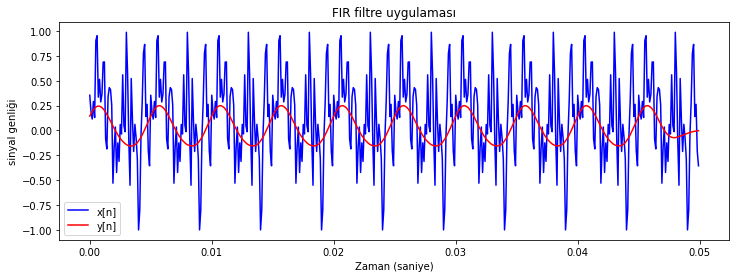 FIR filtre uygulaması
1.00
0.75
0.50
0.25
0.00
−0.25
−0.50
−0.75
−1.00
sinyal genliği
x[n]
y[n]
0.00 0.01 0.02 0.03 0.04 0.05
Zaman (saniye)